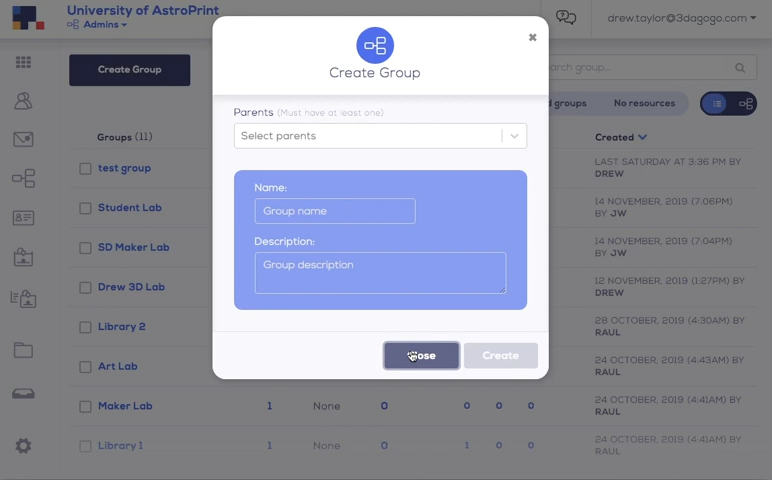 University of AstroPrint
Admins
drew.taylor@3dagogo.com
Create Group
Create Group
Parents (Must have at least one)
Select parents
Name:
Group name
Description:
Group description
Close
Create
search group...
d groups
No resources
Groups (11)
Created
test group
LAST SATURDAY AT 3:36 PM BY
DREW
Student Lab
14 NOVEMBER, 2019 (7:06PM)
BY JW
SD Maker Lab
14 NOVEMBER, 2019 (7:04PM)
BY JW
Drew 3D Lab
12 NOVEMBER, 2019 (1:27PM) BY
DREW
Library 2
28 OCTOBER, 2019 (4:30AM) BY
RAUL
Art Lab
24 OCTOBER, 2019 (4:43AM) BY
RAUL
Maker Lab 1 None 0 0 0 0
24 OCTOBER, 2019 (4:41AM) BY
RAUL
Library 1 1 None 0 1 0 0
24 OCTOBER, 2019 (4:41AM) BY
RAUL